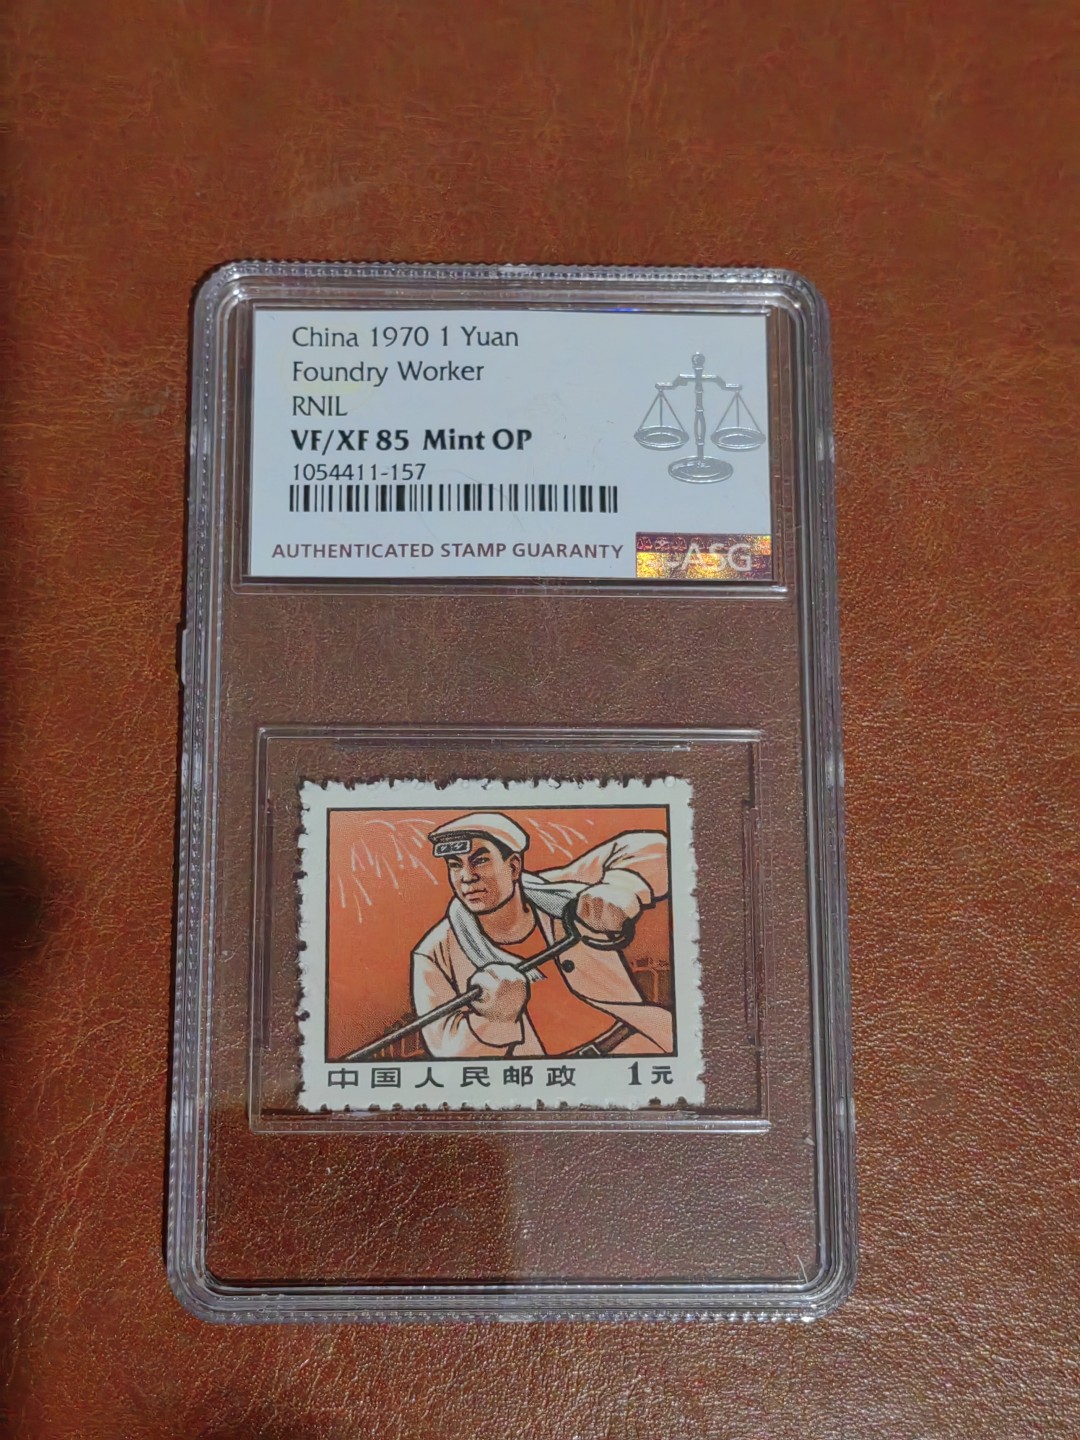 China 1970 1 Yuan
Foundry Worker
RNIL
VF/XF 85 Mint OP
1054411-157
AUTHENTICATED STAMP GUARANTY ASG
中国人民邮政 1元